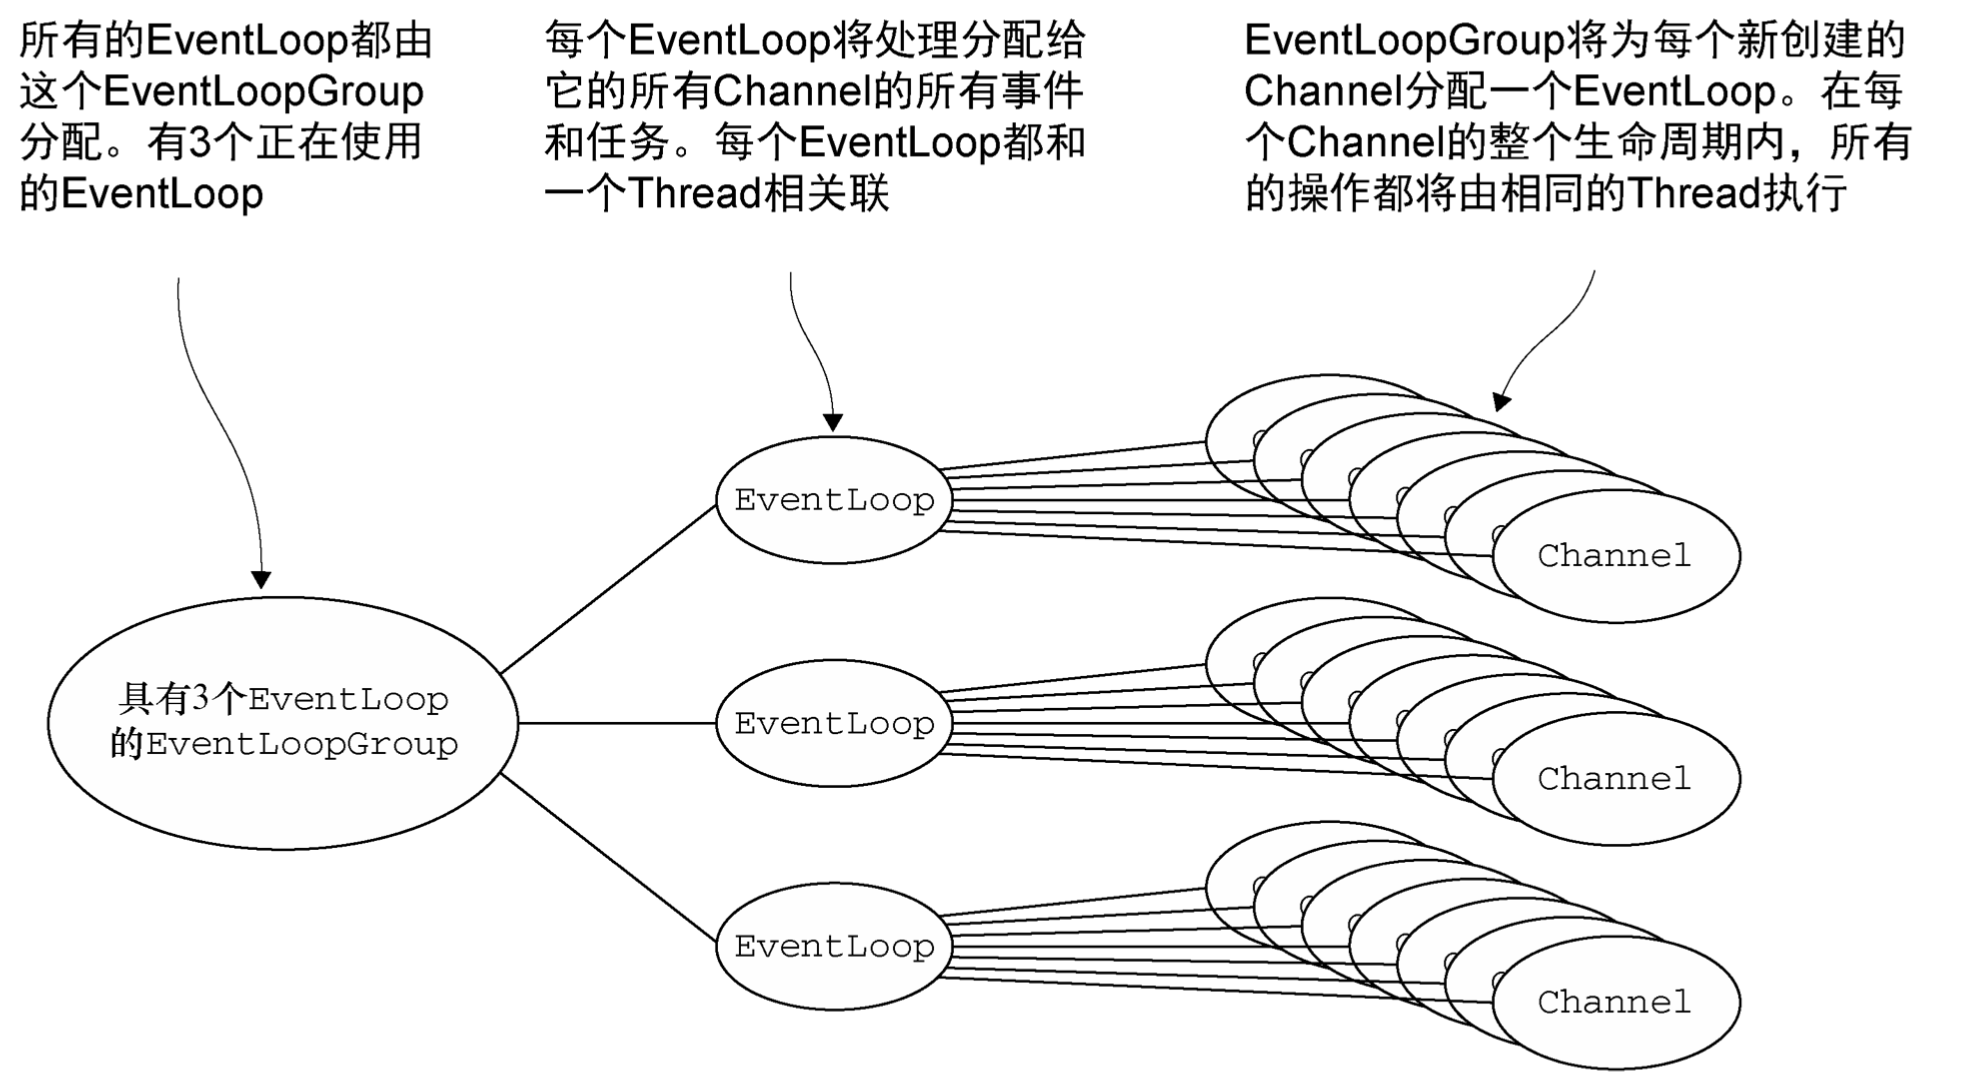 所有的EventLoop都由
这个EventLoopGroup
分配。有3个正在使用
的EventLoop
每个EventLoop将处理分配给
它的所有Channel的所有事件
和任务。每个EventLoop都和
一个Thread相关联
EventLoopGroup将为每个新创建的
Channel分配一个EventLoop。在每
个Channel的整个生命周期内，所有
的操作都将由相同的Thread执行
具有3个EventLoop
的EventLoopGroup
EventLoop
Channel
EventLoop
Channel
EventLoop
Channel